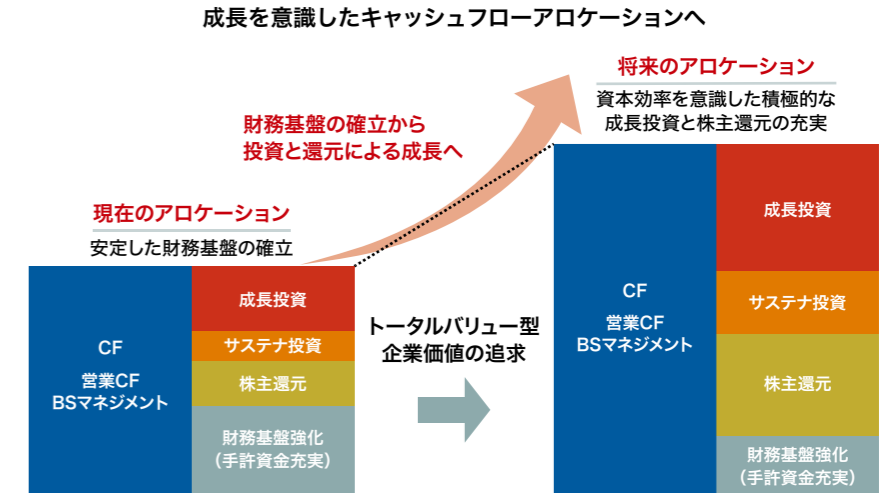 成長を意識したキャッシュフローアロケーションへ
将来のアロケーション
資本効率を意識した積極的な
成長投資と株主還元の充実
財務基盤の確立から
投資と還元による成長へ
現在のアロケーション
安定した財務基盤の確立
CF
営業CF
BSマネジメント
成長投資
サステナ投資
株主還元
財務基盤強化
（手許資金充実）
トータルバリュー型
企業価値の追求
CF
営業CF
BSマネジメント
成長投資
サステナ投資
株主還元
財務基盤強化
（手許資金充実）